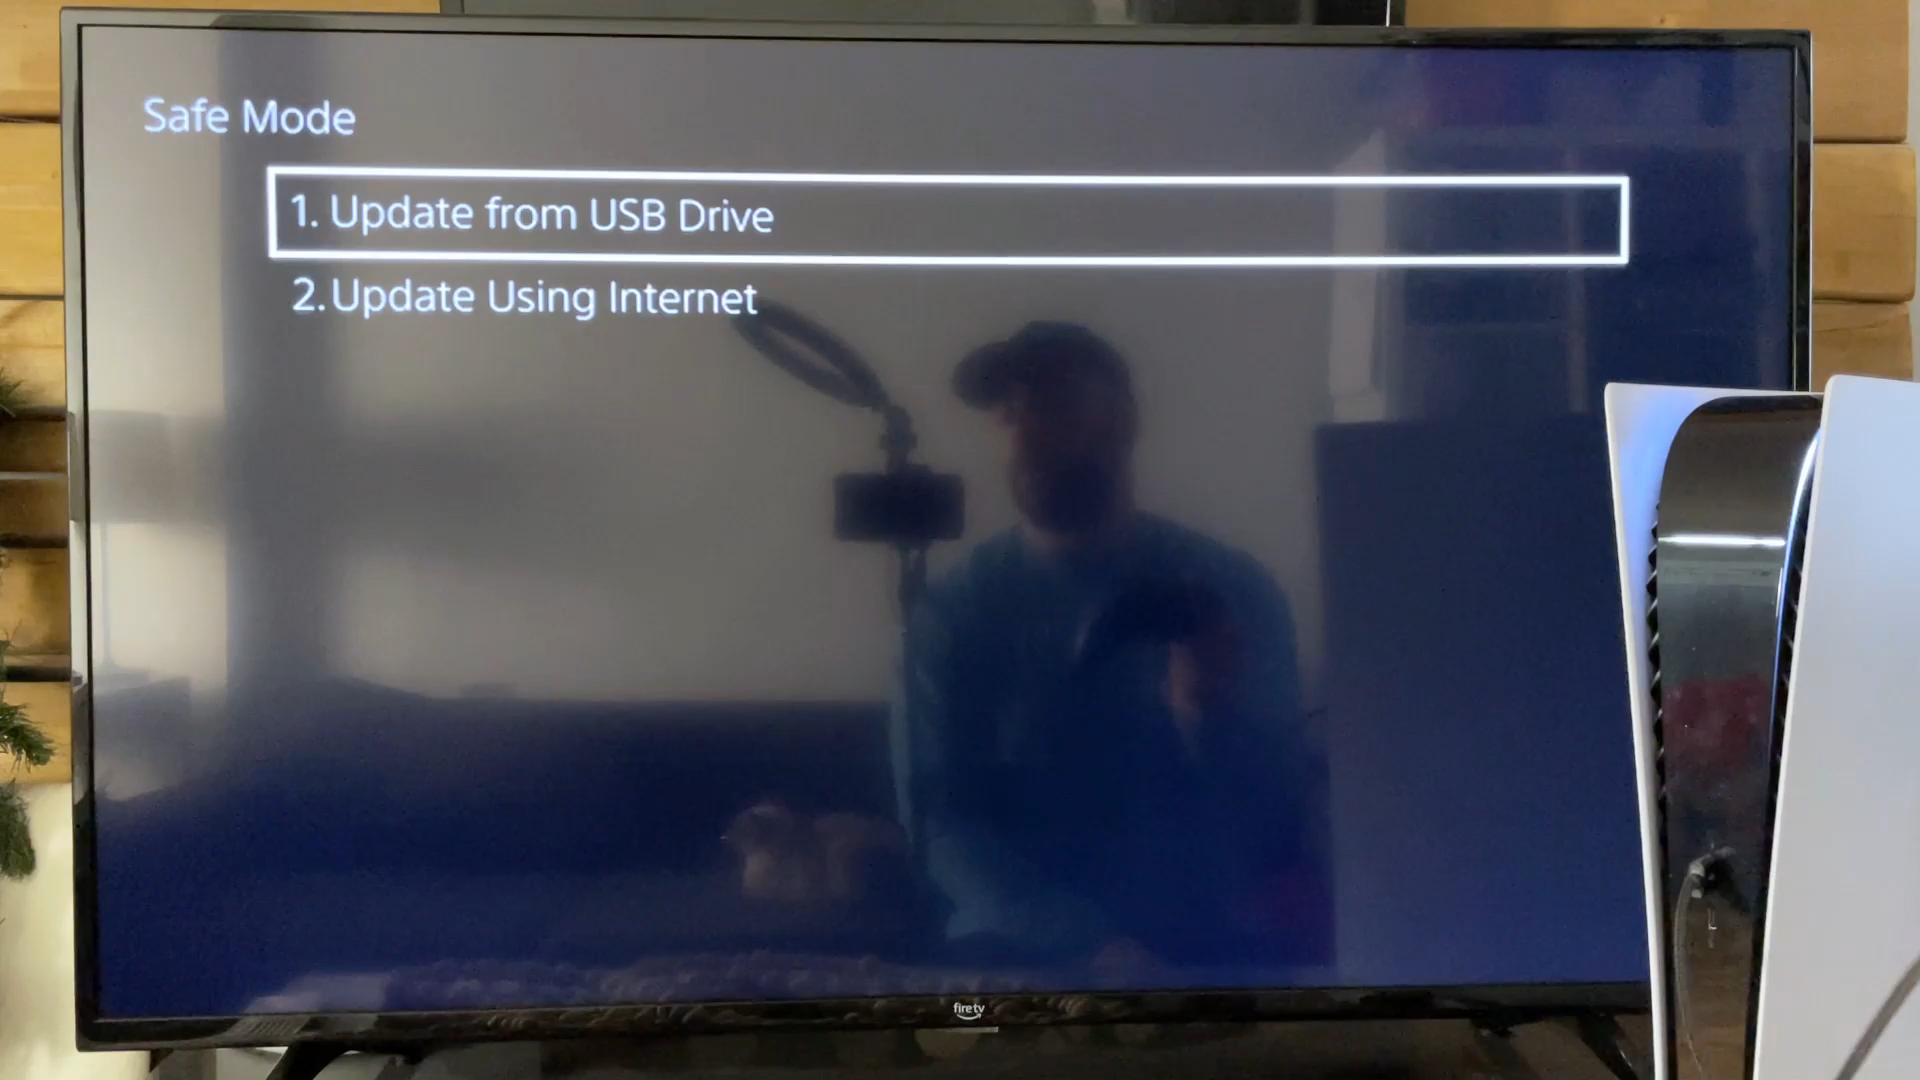 Safe Mode
1. Update from USB Drive
2. Update Using Internet
fire tv